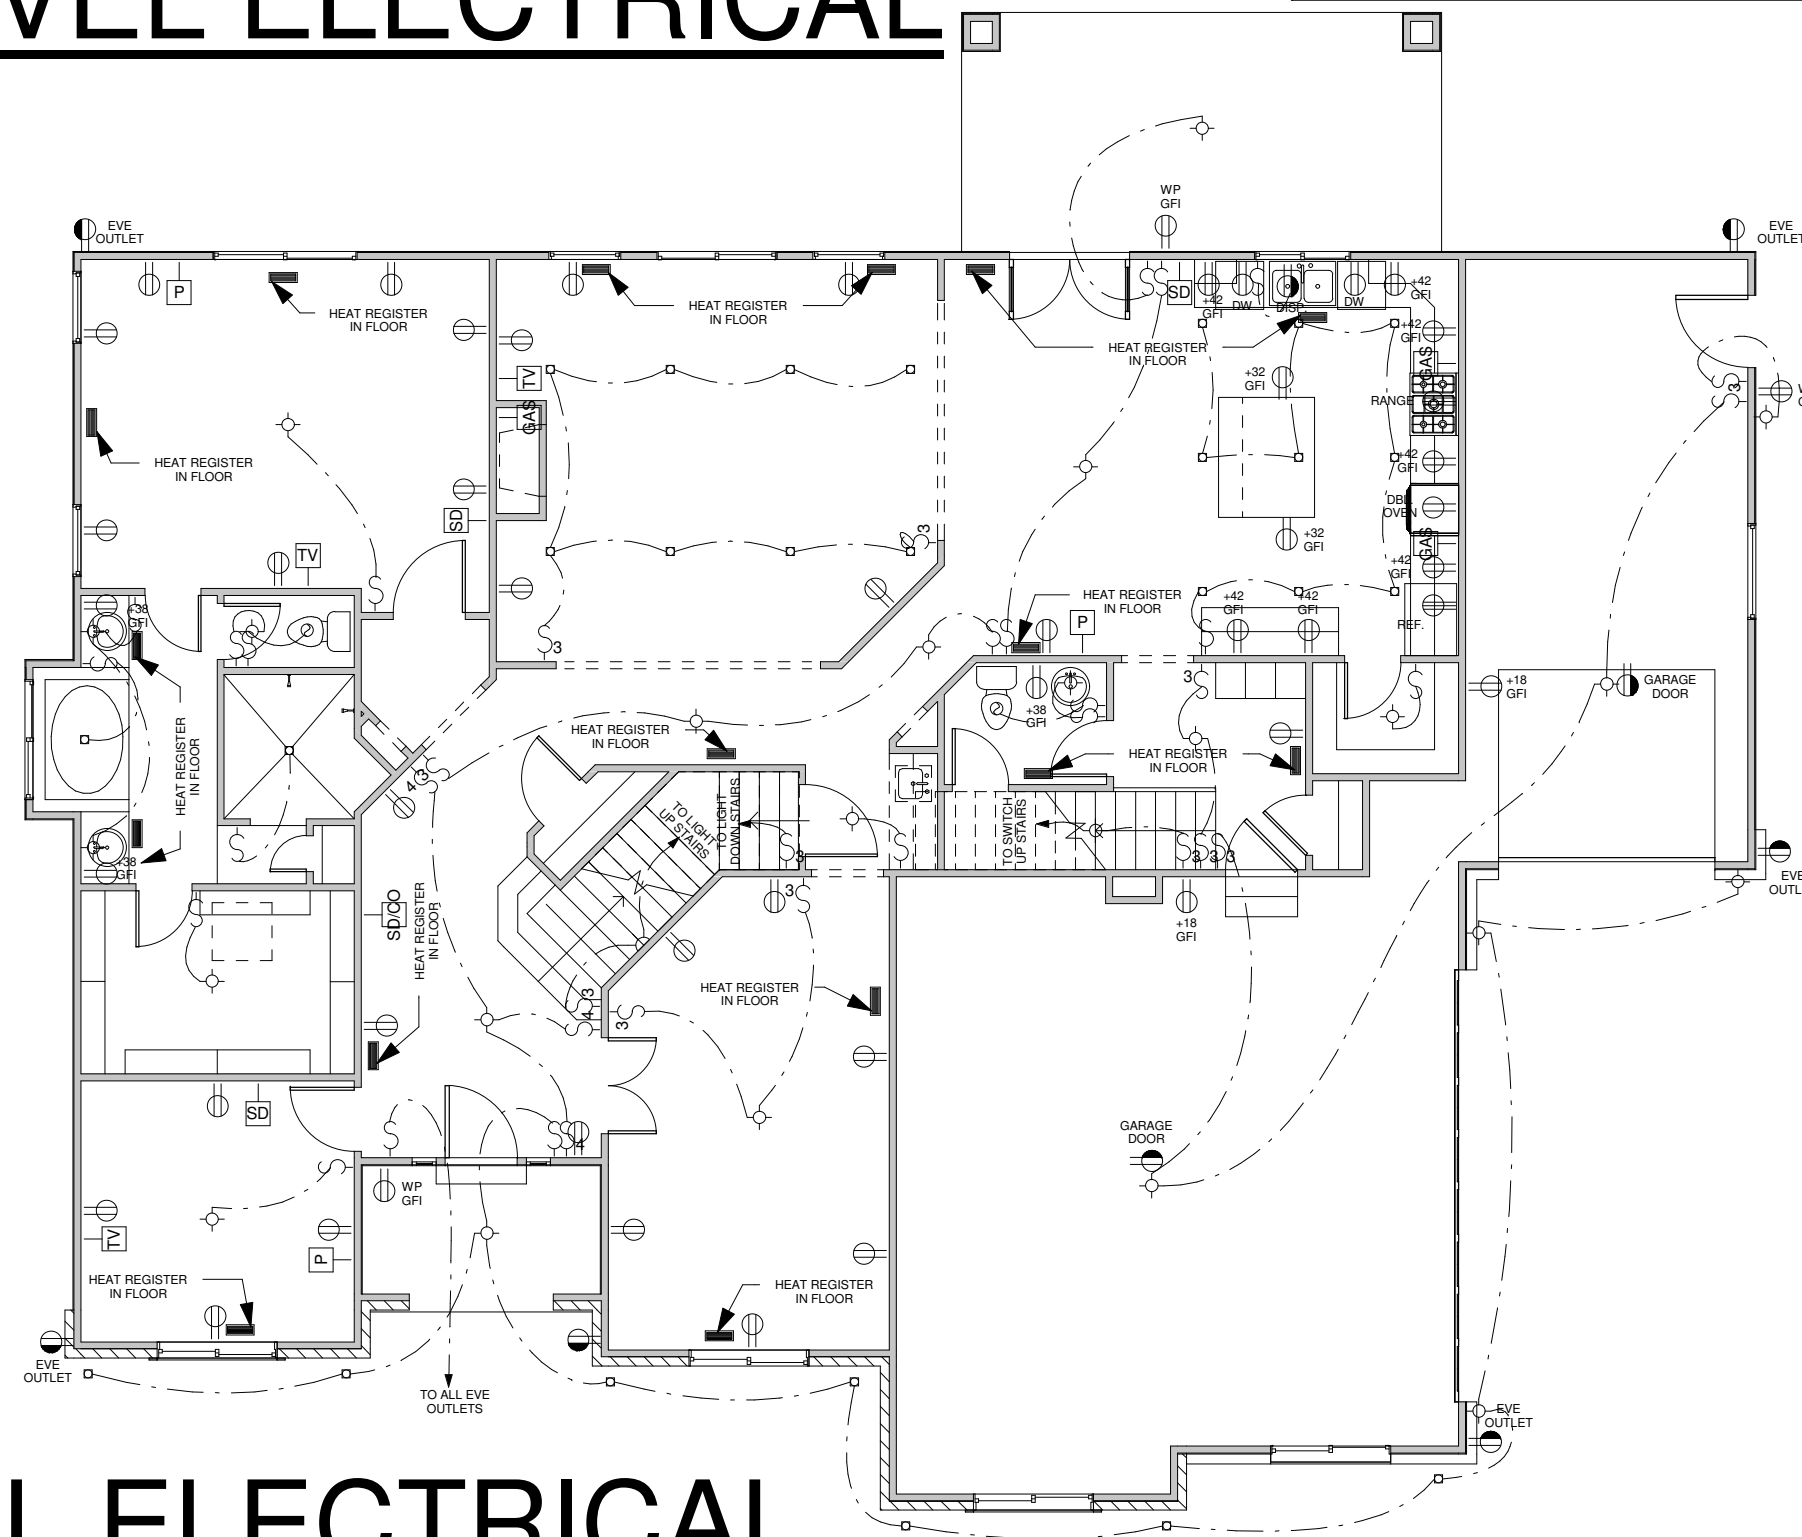 VEL ELECTRICAL
EVE
OUTLET
WP
GFI
EVE
OUTLET
P
HEAT REGISTER
IN FLOOR
HEAT REGISTER
IN FLOOR
SD
+42
GFI
DW
DISP.
DW
+42
GFI
HEAT REGISTER
IN FLOOR
+42
GFI
GAS
TV
GAS
+32
GFI
RANGE
3
HEAT REGISTER
IN FLOOR
+42
GFI
DBL
OVEN
SD
TV
3
+32
GFI
GAS
+42
GFI
+38
GFI
HEAT REGISTER
IN FLOOR
P
+42
GFI
+42
GFI
REF.
3
3
+18
GFI
GARAGE
DOOR
HEAT REGISTER
IN FLOOR
HEAT REGISTER
IN FLOOR
+38
GFI
HEAT REGISTER
IN FLOOR
4
3
TO LIGHT
UP STAIRS
TO LIGHT
DOWN STAIRS
TO SWITCH
UP STAIRS
3
3
3
3
+38
GFI
EVE
OUTL
SD/CO
HEAT REGISTER
IN FLOOR
3
+18
GFI
HEAT REGISTER
IN FLOOR
3
4
3
SD
4
GARAGE
DOOR
WP
GFI
TV
P
HEAT REGISTER
IN FLOOR
HEAT REGISTER
IN FLOOR
EVE
OUTLET
TO ALL EVE
OUTLETS
EVE
OUTLET
L ELECTRICAL